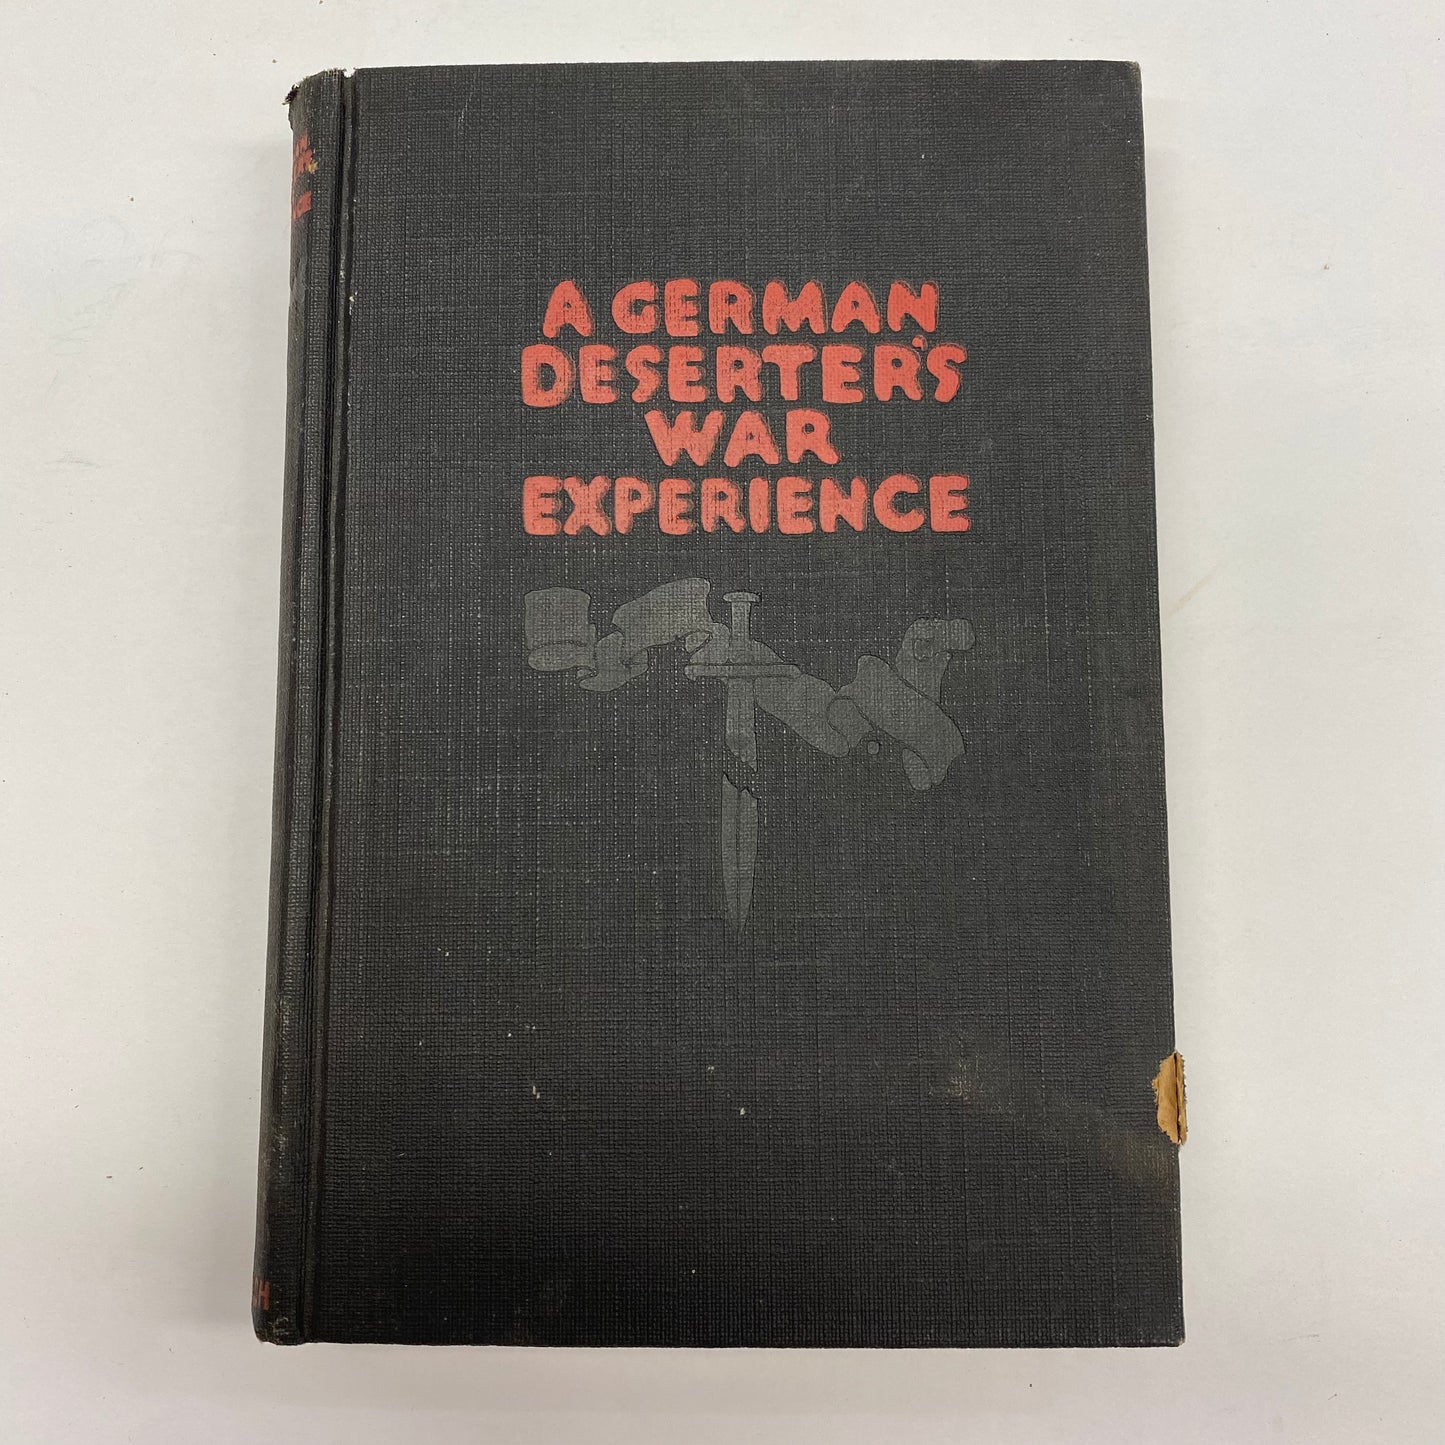 A GERMAN
DESERTER'S
WAR
EXPERIENCE